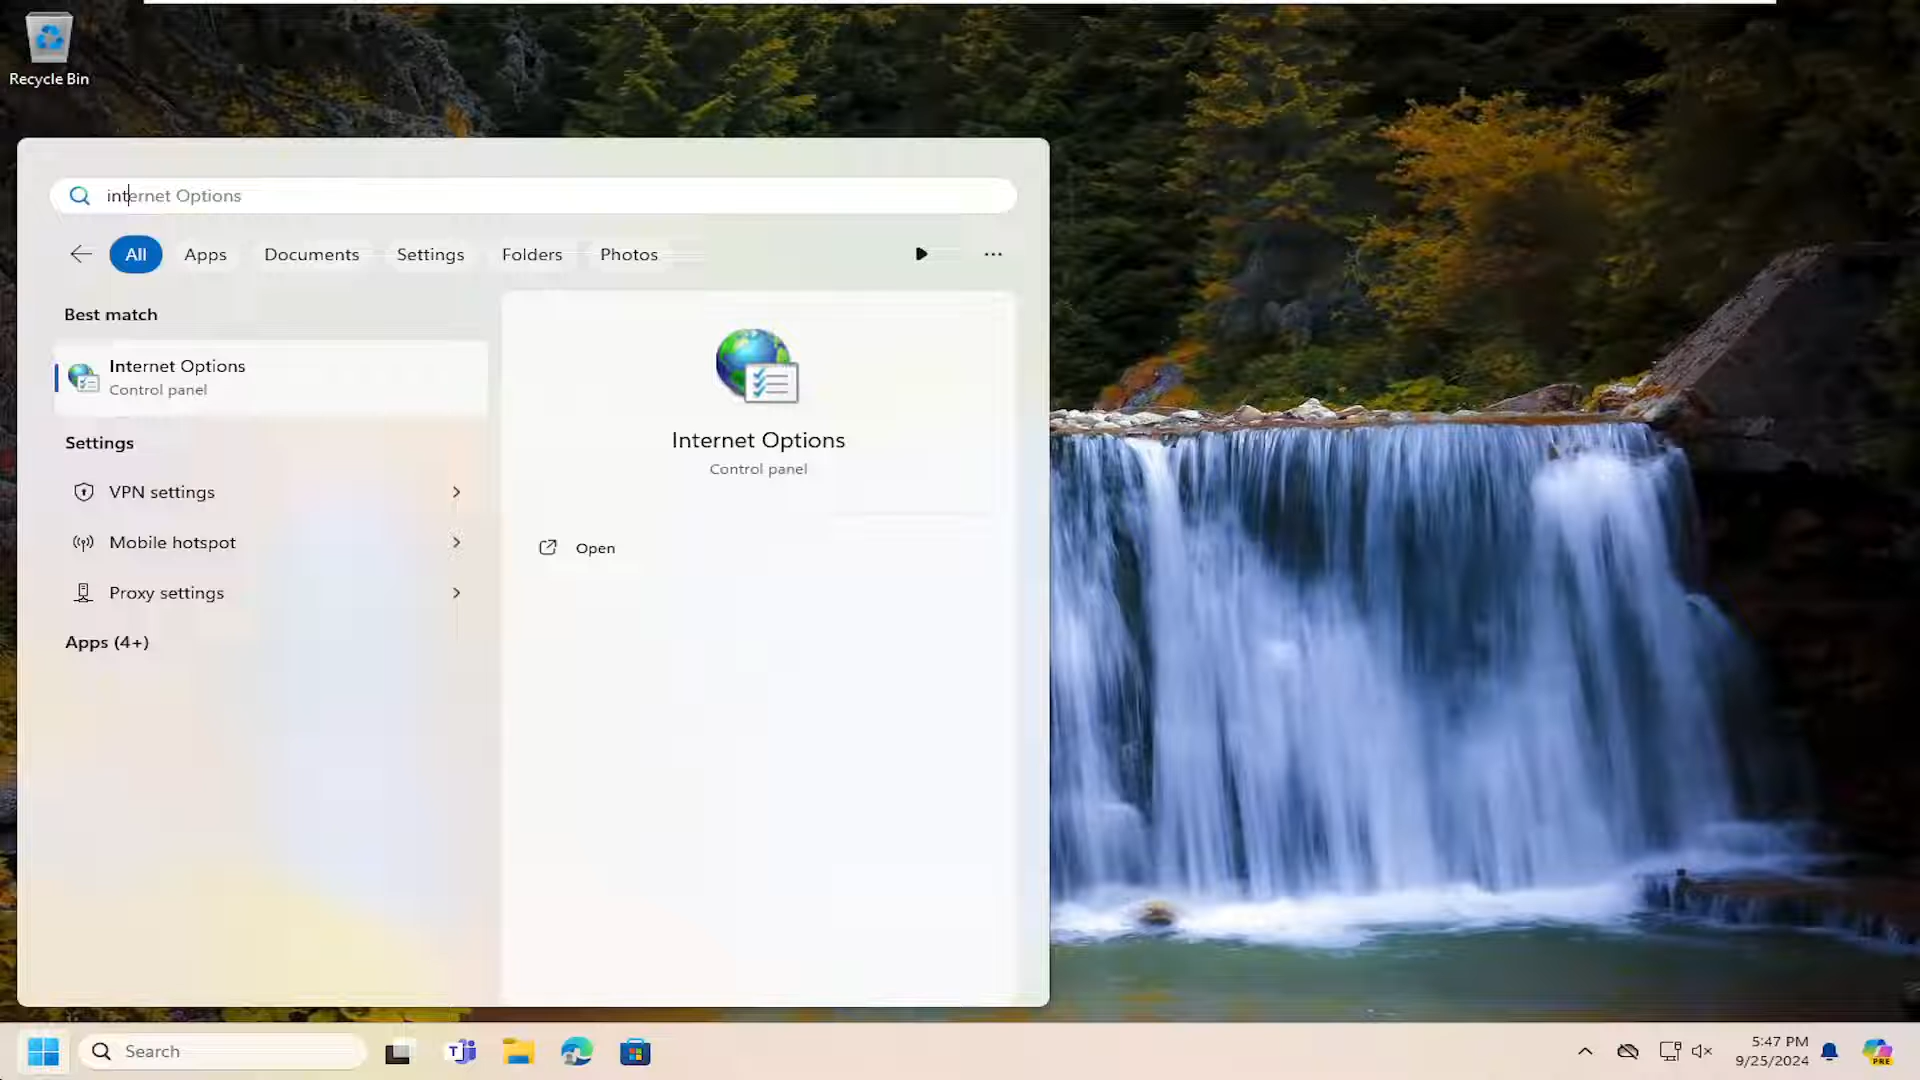 Recycle Bin
internet Options
All
Apps
Documents
Settings
Folders
Photos
Best match
Internet Options
Control panel
Settings
VPN settings
Mobile hotspot
Proxy settings
Apps (4+)
Internet Options
Control panel
Open
Search
5:47 PM
9/25/2024
PRE